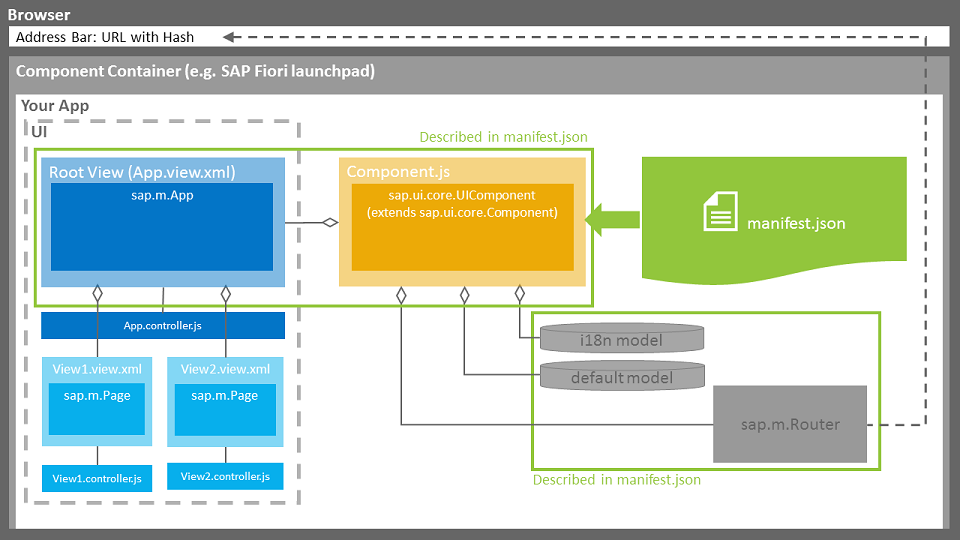 Browser
Address Bar: URL with Hash
Component Container (e.g. SAP Fiori launchpad)
Your App
UI
Described in manifest.json
Root View (App.view.xml)
sap.m.App
Component.js
sap.ui.core.UIComponent
(extends sap.ui.core.Component)
manifest.json
App.controller.js
i18n model
default model
View1.view.xml
sap.m.Page
View2.view.xml
sap.m.Page
sap.m.Router
View1.controller.js
View2.controller.js
Described in manifest.json